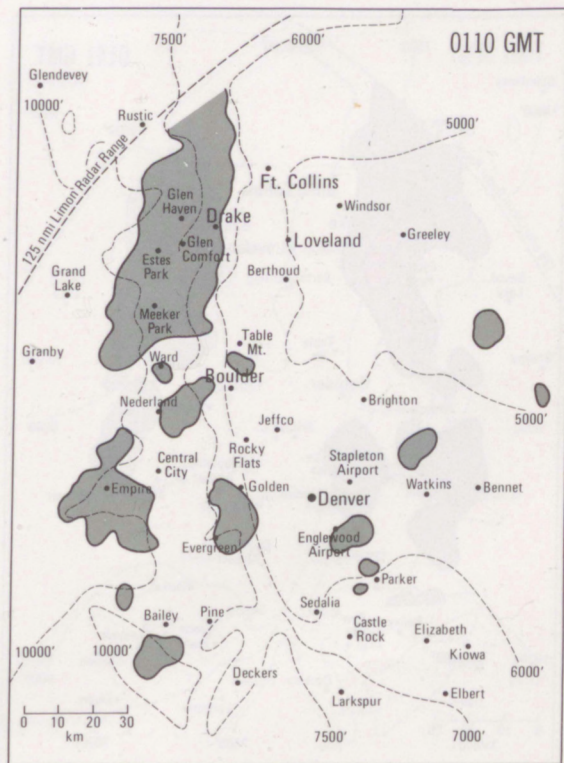 7500'
6000'
0110 GMT
Glendevey
10000'
Rustic
5000'
125 nmi Limon Radar Range
Ft. Collins
Glen
Haven
Drake
Windsor
Greeley
Loveland
Glen
Comfort
Estes
Park
Berthoud
Grand
Lake
Meeker
Park
Table
Mt.
Granby
Ward
Boulder
Nederland
Brighton
5000'
Jeffco
Rocky
Flats
Central
City
Stapleton
Airport
Empire
Golden
Denver
Watkins
Bennet
Evergreen
Englewood
Airport
Parker
Sedalia
Bailey
Pine
Castle
Rock
Elizabeth
Kiowa
10000'
10000'
6000'
Deckers
Larkspur
Elbert
0 10 20 30
km
7500'
7000'